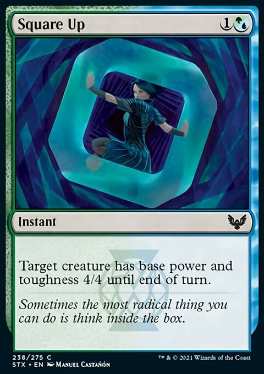 Square Up
1
Instant
Target creature has base power and
toughness 4/4 until end of turn.
Sometimes the most radical thing you
can do is think inside the box.
238/275 C
STX • EN MANUEL CASTAÑÓN
™ & © 2021 Wizards of the Coast